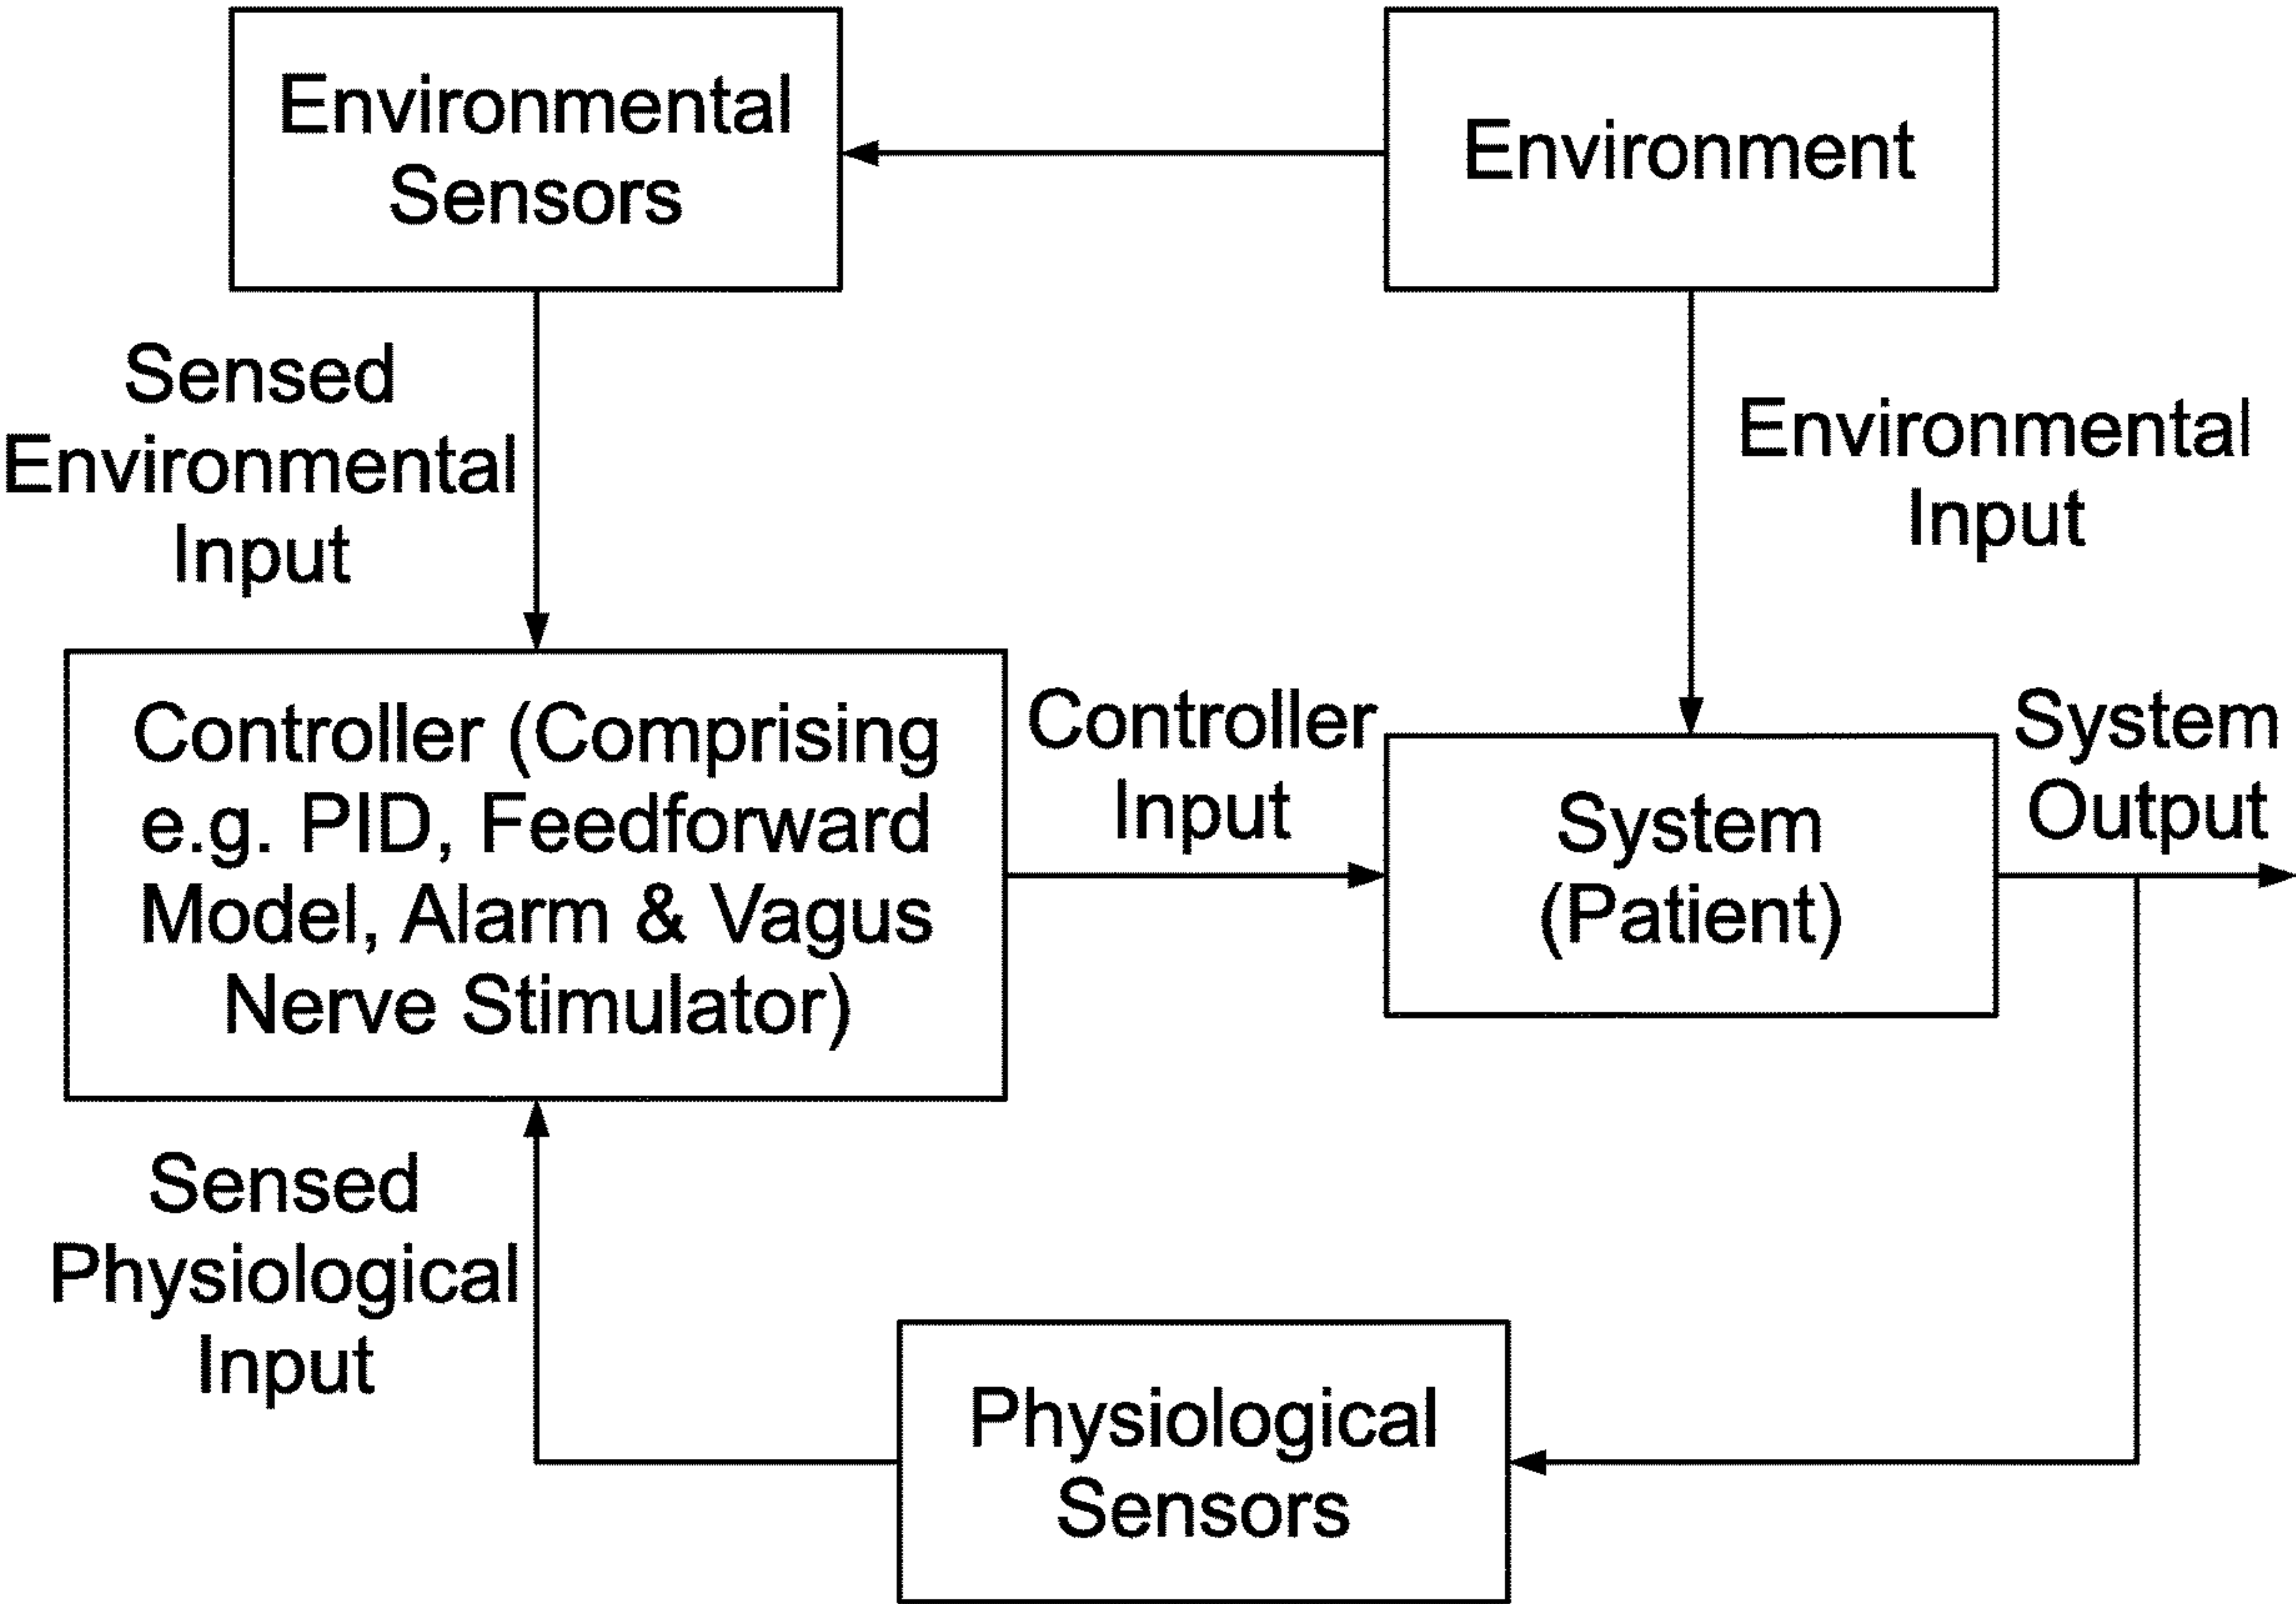 Environmental
Sensors
Environment
Sensed
Environmental
Input
Environmental
Input
Controller (Comprising
e.g. PID, Feedforward
Model, Alarm & Vagus
Nerve Stimulator)
Controller
Input
System
(Patient)
System
Output
Sensed
Physiological
Input
Physiological
Sensors